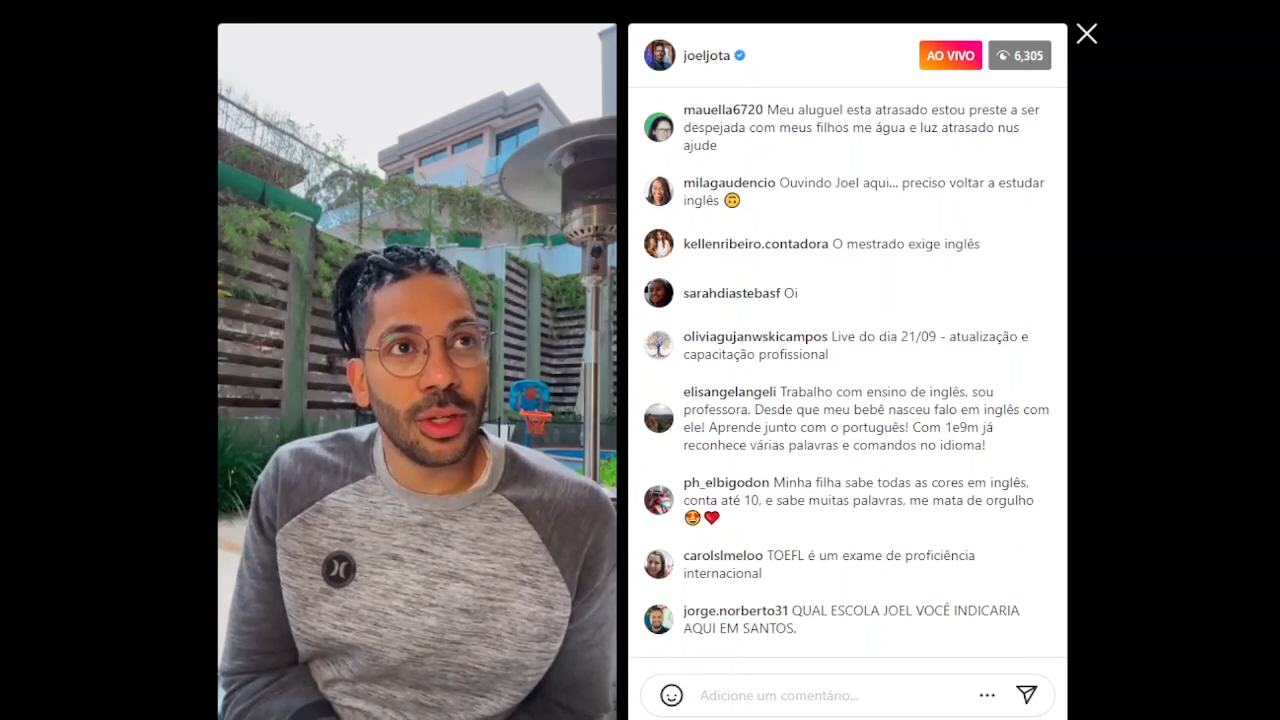 joeljota
AO VIVO
6,305
mauella6720 Meu aluguel esta atrasado estou preste a ser
despejada com meus filhos me água e luz atrasado nus
ajude
milagaudencio Ouvindo Joel aqui... preciso voltar a estudar
inglês 🙃
kellenribeiro.contadora O mestrado exige inglês
sarahdiastebasf Oi
oliviagujanwskicampos Live do dia 21/09 - atualização e
capacitação profissional
elisangelangeli Trabalho com ensino de inglês, sou
professora. Desde que meu bebê nasceu falo em inglês com
ele! Aprende junto com o português! Com 1e9m já
reconhece várias palavras e comandos no idioma!
ph_elbigodon Minha filha sabe todas as cores em inglês,
conta até 10, e sabe muitas palavras, me mata de orgulho
😍❤️
carolslmeloo TOEFL é um exame de proficiência
internacional
jorge.norberto31 QUAL ESCOLA JOEL VOCÊ INDICARIA
AQUI EM SANTOS.
Adicione um comentário...